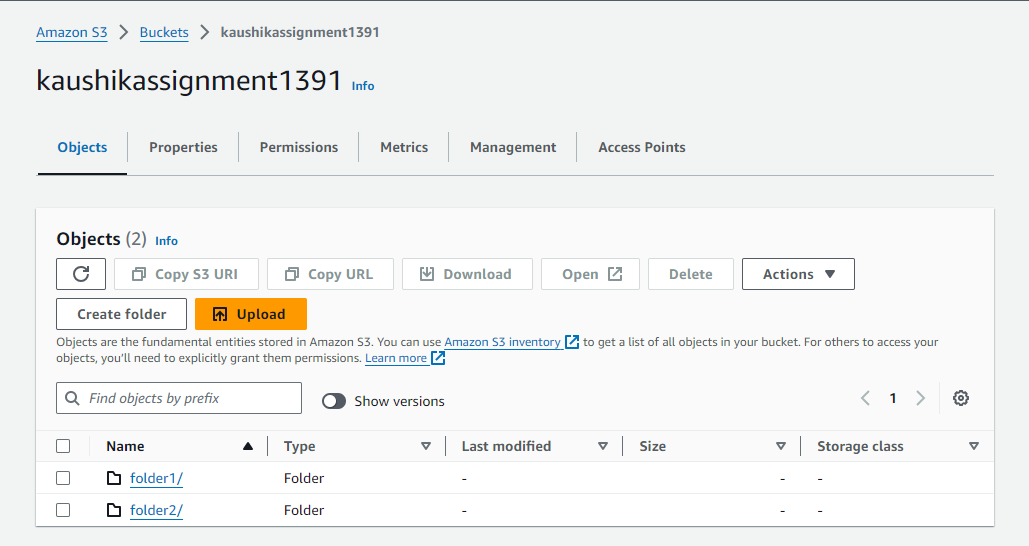 Amazon S3 > Buckets > kaushikassignment1391
kaushikassignment1391 Info
Objects Properties Permissions Metrics Management Access Points
Objects (2) Info
Copy S3 URI Copy URL Download Open Delete Actions
Create folder Upload
Objects are the fundamental entities stored in Amazon S3. You can use Amazon S3 inventory to get a list of all objects in your bucket. For others to access your
objects, you'll need to explicitly grant them permissions. Learn more
Find objects by prefix Show versions 1
Name Type Last modified Size Storage class
folder1/ Folder - - -
folder2/ Folder - - -